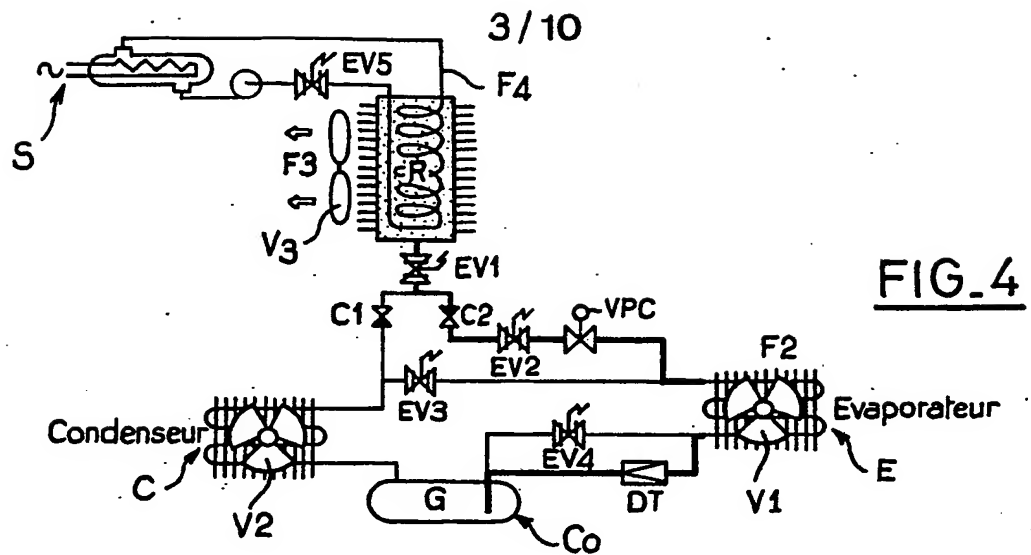 3/10
EV5
F4
S
F3
R
V3
EV1
FIG_4
C1
C2
VPC
EV2
F2
EV3
Condenseur
Evaporateur
EV4
C
G
DT
V1
E
V2
Co